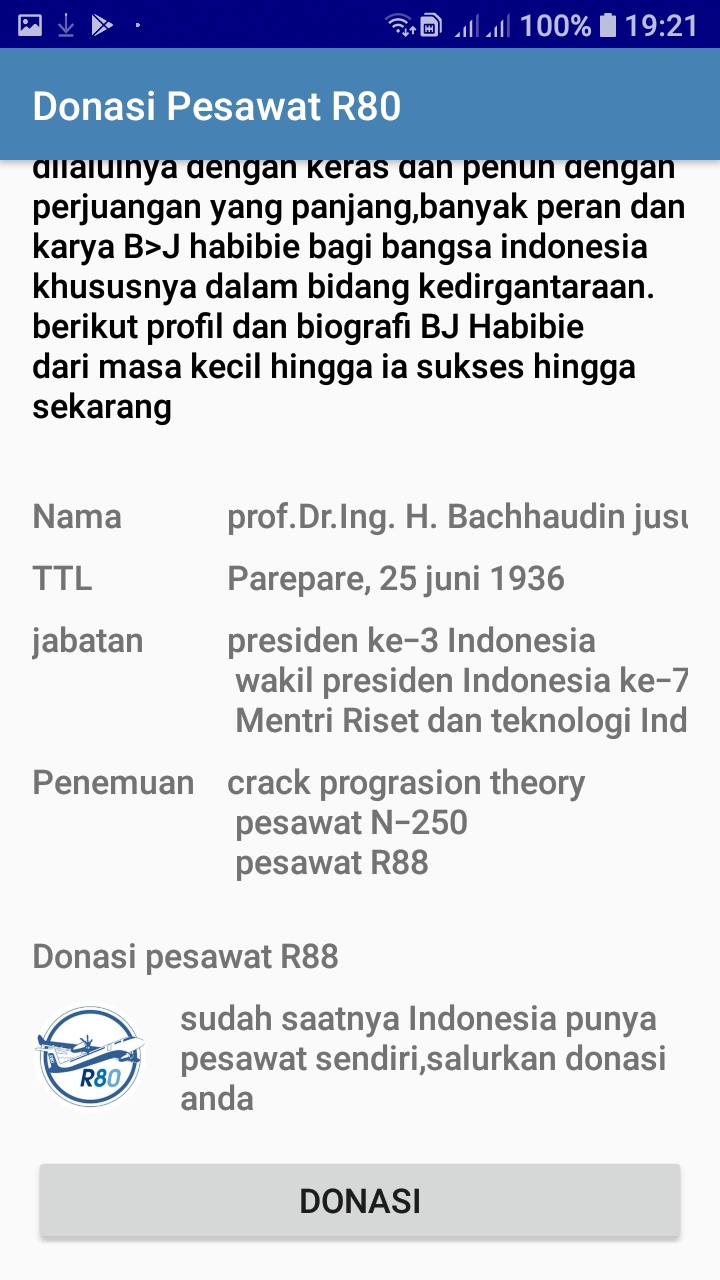 100% 19:21
Donasi Pesawat R80
dilaluinya dengan keras dan penuh dengan
perjuangan yang panjang,banyak peran dan
karya B>J habibie bagi bangsa indonesia
khususnya dalam bidang kedirgantaraan.
berikut profil dan biografi BJ Habibie
dari masa kecil hingga ia sukses hingga
sekarang
Nama prof.Dr.Ing. H. Bachhaudin jusu
TTL Parepare, 25 juni 1936
jabatan presiden ke-3 Indonesia
wakil presiden Indonesia ke-7
Mentri Riset dan teknologi Ind
Penemuan crack prograsion theory
pesawat N-250
pesawat R88
Donasi pesawat R88
R80
sudah saatnya Indonesia punya
pesawat sendiri,salurkan donasi
anda
DONASI